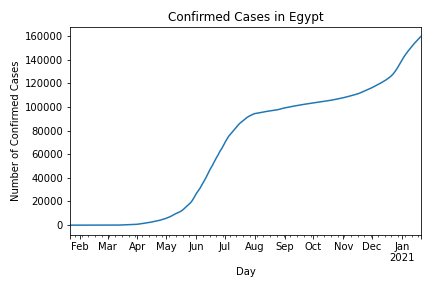 Confirmed Cases in Egypt
Number of Confirmed Cases
160000
140000
120000
100000
80000
60000
40000
20000
0
Feb Mar Apr May Jun Jul Aug Sep Oct Nov Dec Jan
2021
Day